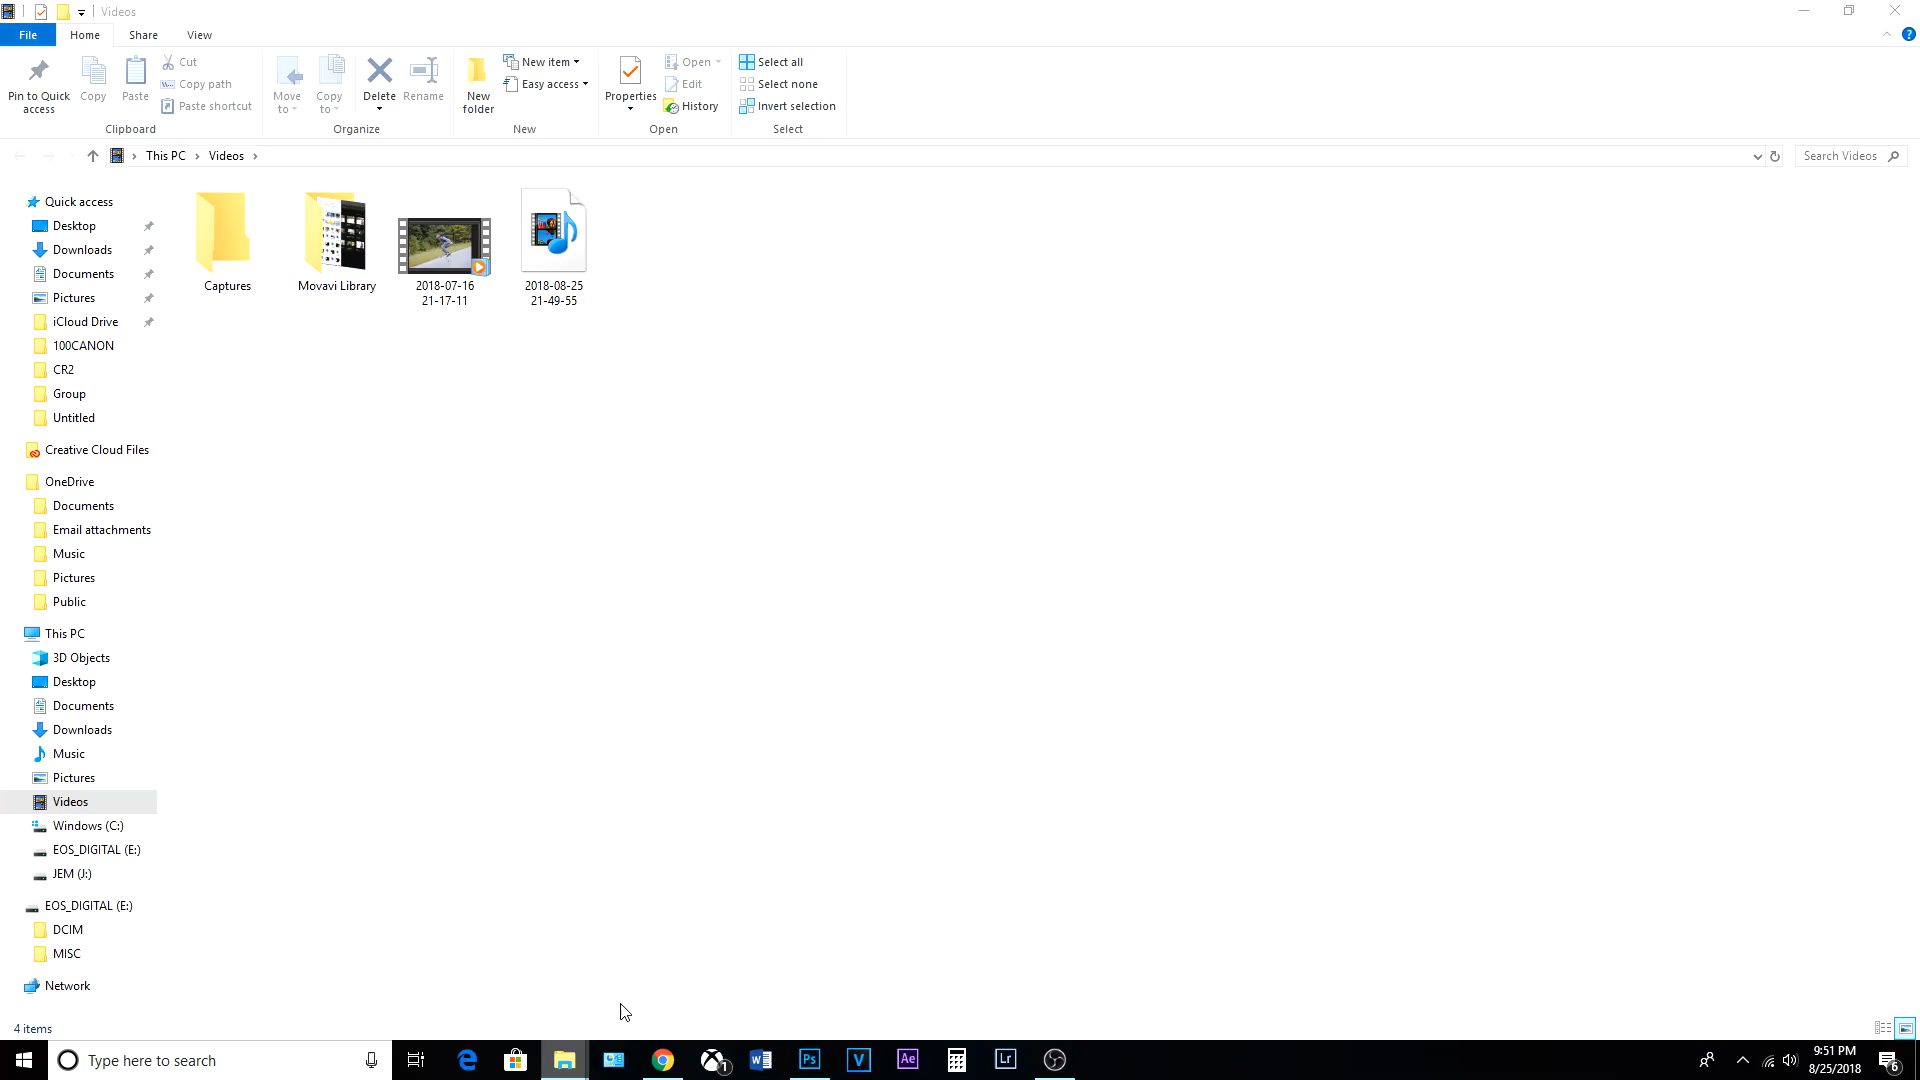 Videos
File Home Share View
Pin to Quick access
Copy
Paste
Cut
Copy path
Paste shortcut
Clipboard
Move to
Copy to
Delete
Rename
Organize
New folder
New item
Easy access
New
Properties
Open
Edit
History
Open
Select all
Select none
Invert selection
Select
This PC > Videos >
Search Videos
Quick access
Desktop
Downloads
Documents
Pictures
iCloud Drive
100CANON
CR2
Group
Untitled
Creative Cloud Files
OneDrive
Documents
Email attachments
Music
Pictures
Public
This PC
3D Objects
Desktop
Documents
Downloads
Music
Pictures
Videos
Windows (C:)
EOS_DIGITAL (E:)
JEM (J:)
EOS_DIGITAL (E:)
DCIM
MISC
Network
Captures
Movavi Library
2018-07-16
21-17-11
2018-08-25
21-49-55
4 items
Type here to search
1
Ps
V
Ae
Lr
9:51 PM
8/25/2018
6